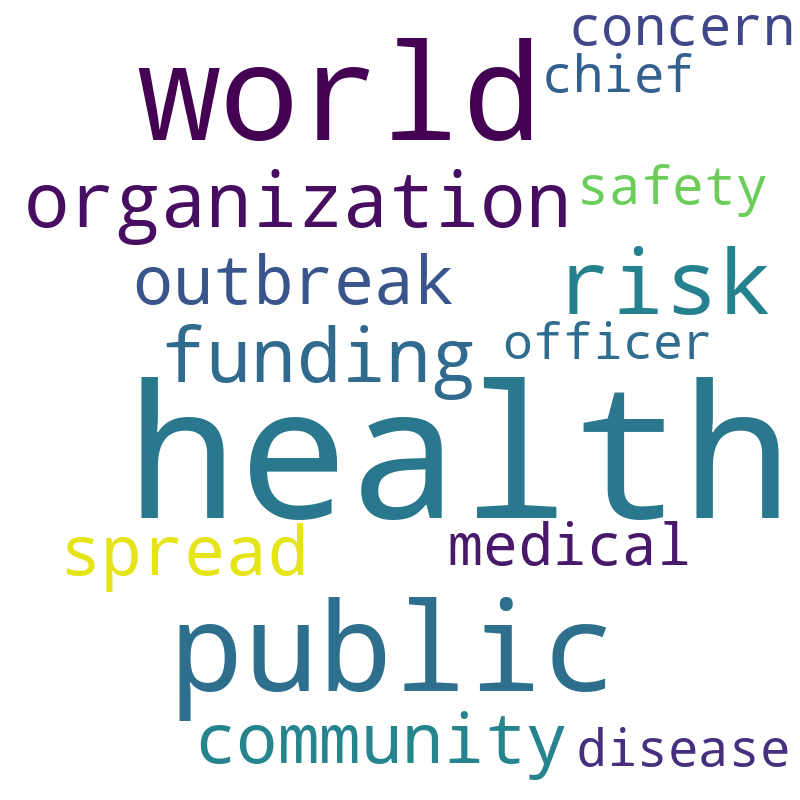 concern
world
chief
organization
safety
outbreak
risk
funding
officer
health
spread
medical
public
community
disease